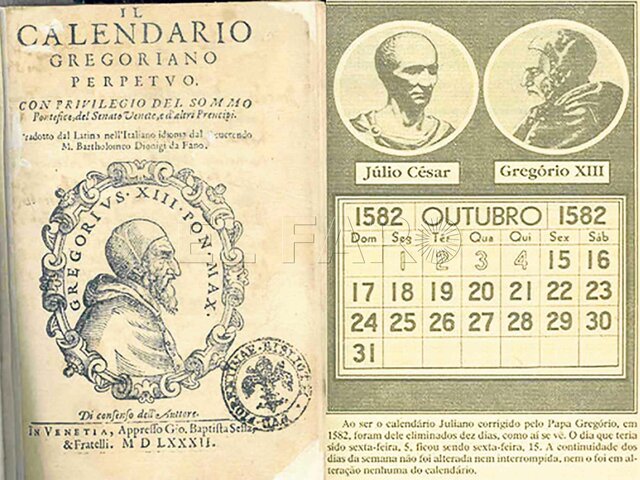 IL
CALENDARIO
GREGORIANO
PERPETVO.
CON PRIVILEGIO DEL SOMMO
Pontefice, del Senato Veneto, e d'altri Prencipi.
Tradotto dal Latino nell'Italiano idioma dal Reuerendo
M. Bartholomeo Dionigi da Fano.
GREGORIVS · XIII · PON · MAX ·
Di consenso dell'Auttore.
IN VENETIA, Appresso Gio. Baptista Sessa,
& Fratelli. M D LXXXII.
EL FARO
Júlio César
Gregório XIII
1582 OUTUBRO 1582
Dom Seg Ter Qua Qui Sex Sáb
1 2 3 4 15 16
17 18 19 20 21 22 23
24 25 26 27 28 29 30
31
Ao ser o calendário Juliano corrigido pelo Papa Gregório, em
1582, foram dele eliminados dez dias, como aí se vê. O dia que teria
sido sexta-feira, 5, ficou sendo sexta-feira, 15. A continuidade dos
dias da semana não foi alterada nem interrompida, nem o foi em al-
teração nenhuma do calendário.